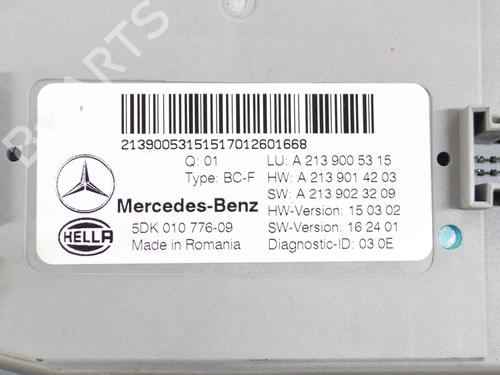 PARTS
21390053151517012601668
Q: 01 LU: A 213 900 53 15
Type: BC-F HW: A 213 901 42 03
SW: A 213 902 32 09
Mercedes-Benz HW-Version: 15 03 02
HELLA 5DK 010 776-09 SW-Version: 16 24 01
Made in Romania Diagnostic-ID: 03 0E